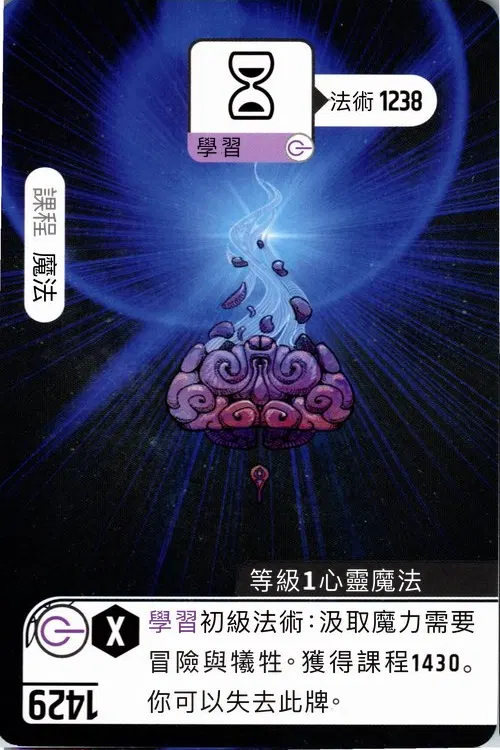 法術 1238
學習
課程 魔法
等級1心靈魔法
X
學習初級法術:汲取魔力需要
冒險與犧牲。獲得課程1430。
你可以失去此牌。
1429